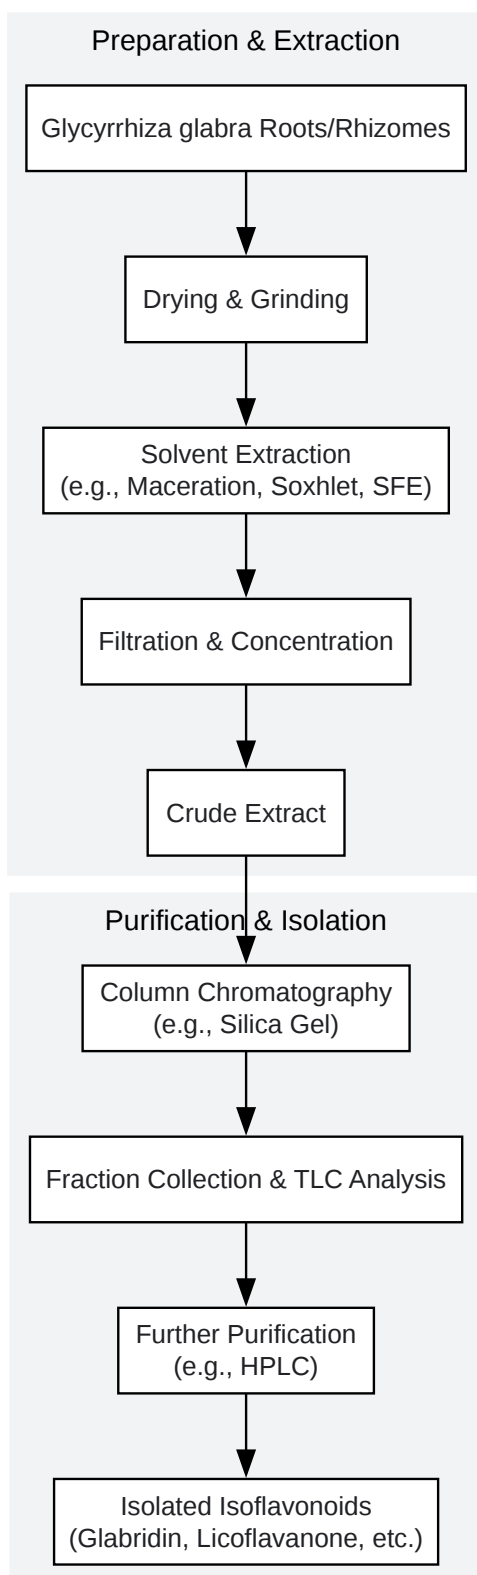 Preparation & Extraction
Glycyrrhiza glabra Roots/Rhizomes
Drying & Grinding
Solvent Extraction
(e.g., Maceration, Soxhlet, SFE)
Filtration & Concentration
Crude Extract
Purification & Isolation
Column Chromatography
(e.g., Silica Gel)
Fraction Collection & TLC Analysis
Further Purification
(e.g., HPLC)
Isolated Isoflavonoids
(Glabridin, Licoflavanone, etc.)